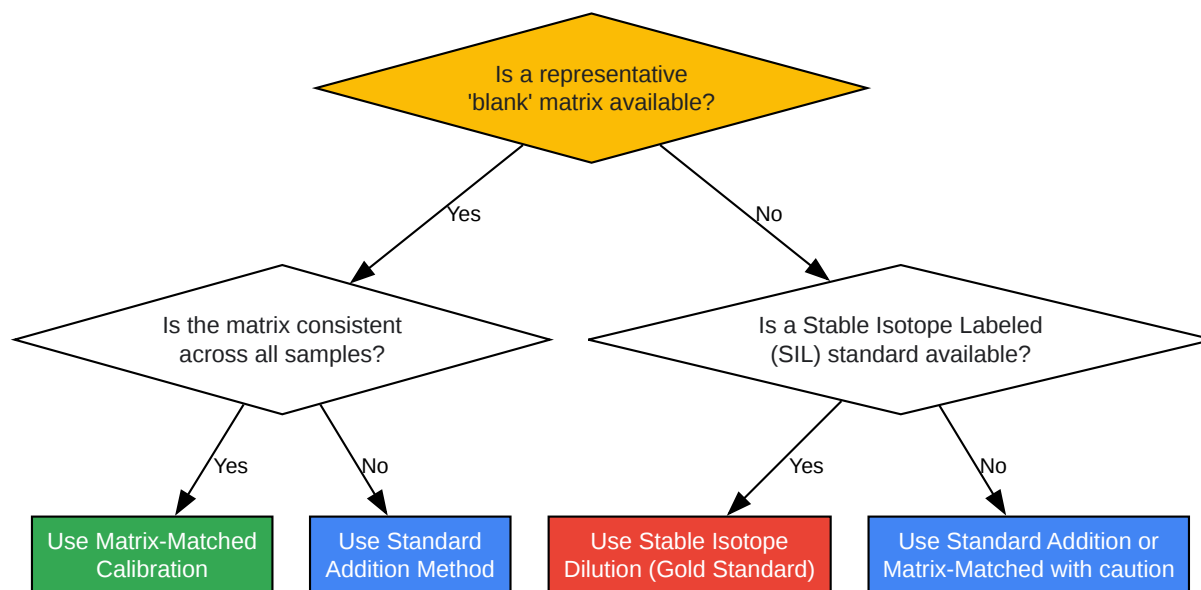 Is a representative
'blank' matrix available?
Yes
No
Is the matrix consistent
across all samples?
Is a Stable Isotope Labeled
(SIL) standard available?
Yes
No
Yes
No
Use Matrix-Matched
Calibration
Use Standard
Addition Method
Use Stable Isotope
Dilution (Gold Standard)
Use Standard Addition or
Matrix-Matched with caution